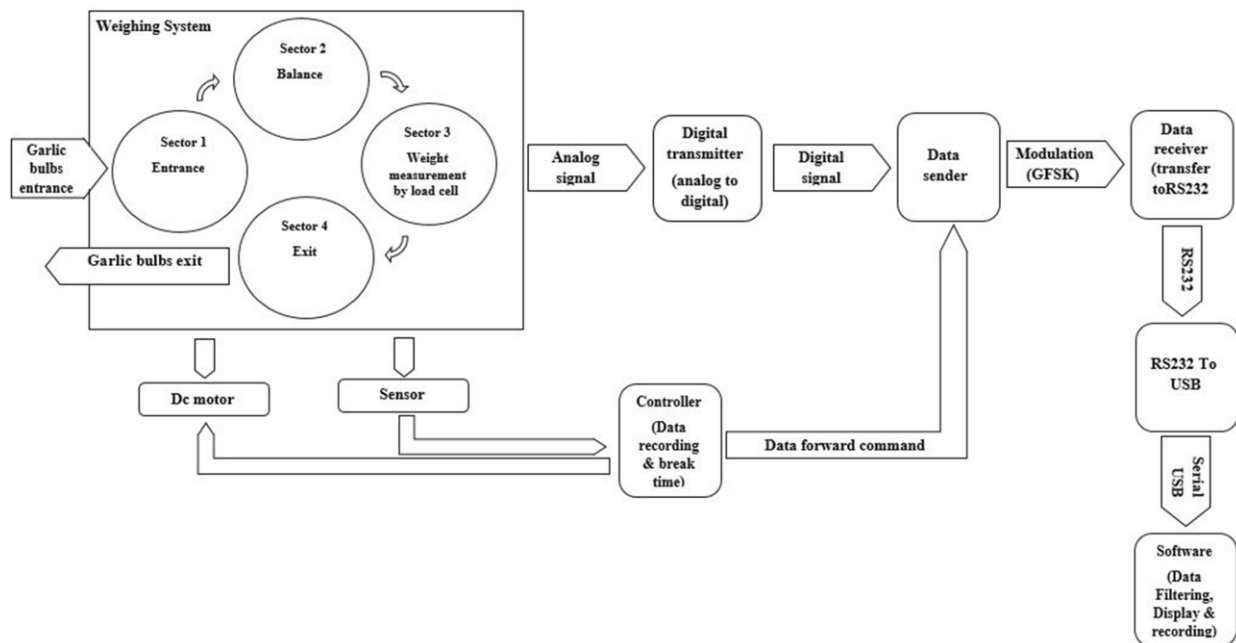 Weighing System
Sector 2
Balance
Sector 1
Entrance
Sector 3
Weight
measurement
by load cell
Sector 4
Exit
Garlic
bulbs
entrance
Garlic bulbs exit
Analog
signal
Digital
transmitter
(analog to
digital)
Digital
signal
Data
sender
Modulation
(GFSK)
Data
receiver
(transfer
toRS232
RS232
RS232 To
USB
Serial
USB
Software
(Data
Filtering,
Display &
recording)
Dc motor
Sensor
Controller
(Data
recording
& break
time)
Data forward command